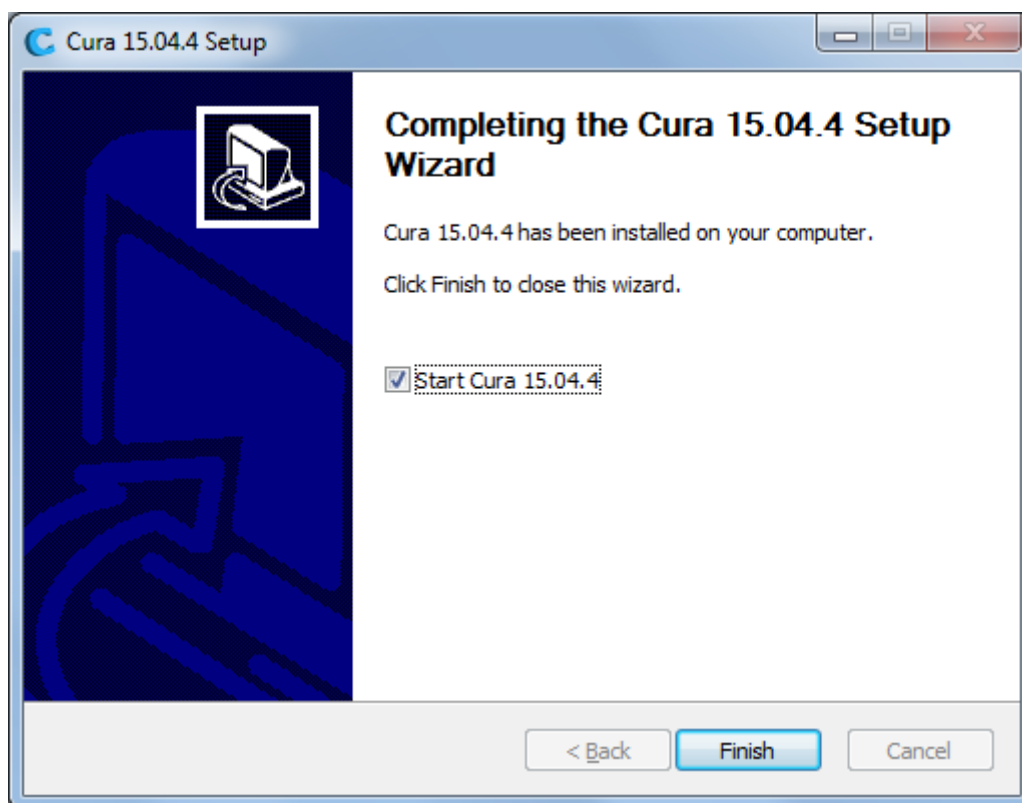 Cura 15.04.4 Setup
Completing the Cura 15.04.4 Setup
Wizard
Cura 15.04.4 has been installed on your computer.
Click Finish to close this wizard.
Start Cura 15.04.4
< Back
Finish
Cancel